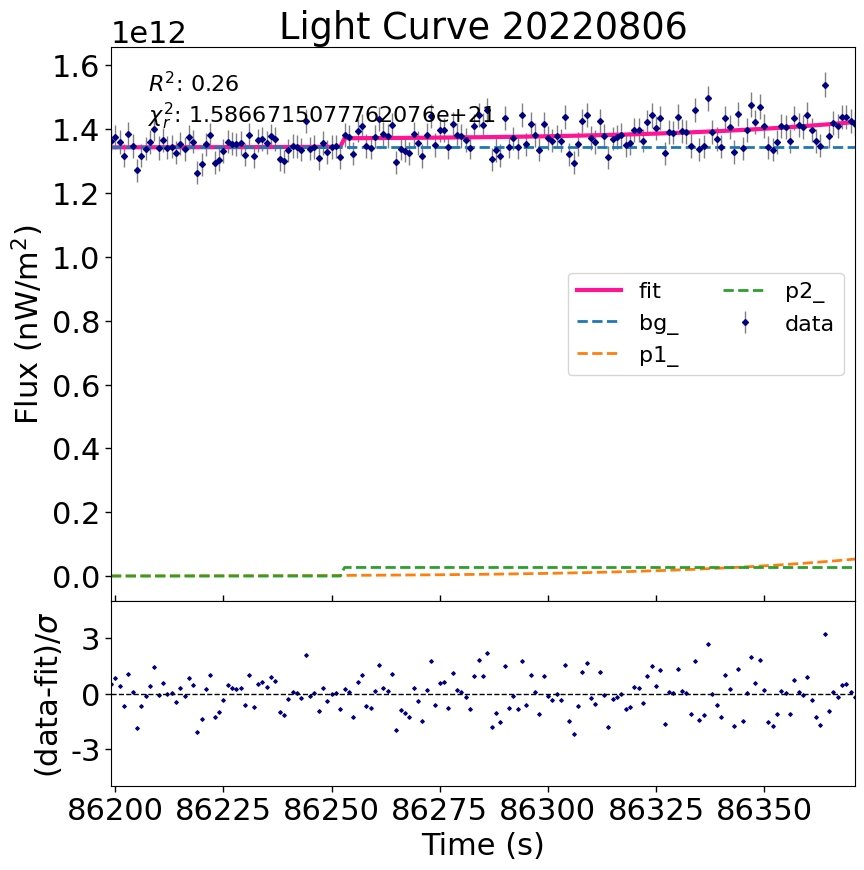 Light Curve 20220806
1e12
R²: 0.26
χ²: 1.5866715077762076e+21
1.6
1.4
1.2
1.0
0.8
0.6
0.4
0.2
0.0
Flux (nW/m²)
fit
bg_
p1_
p2_
data
3
0
-3
(data-fit)/σ
86200 86225 86250 86275 86300 86325 86350
Time (s)